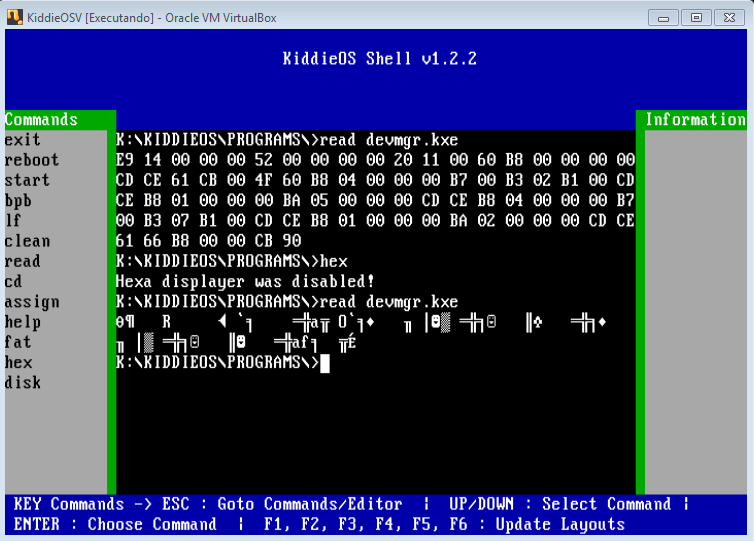 KiddieOSV [Executando] - Oracle VM VirtualBox
KiddieOS Shell v1.2.2
Commands
exit
reboot
start
bpb
lf
clean
read
cd
assign
help
fat
hex
disk
K:\KIDDIEOS\PROGRAMS\>read devmgr.kxe
E9 14 00 00 00 52 00 00 00 00 20 11 00 60 B8 00 00 00 00
CD CE 61 CB 00 4F 60 B8 04 00 00 00 B7 00 B3 02 B1 00 CD
CE B8 01 00 00 00 BA 05 00 00 00 CD CE B8 04 00 00 00 B7
00 B3 07 B1 00 CD CE B8 01 00 00 00 BA 02 00 00 00 CD CE
61 66 B8 00 00 CB 90
K:\KIDDIEOS\PROGRAMS\>hex
Hexa displayer was disabled!
K:\KIDDIEOS\PROGRAMS\>read devmgr.kxe
K:\KIDDIEOS\PROGRAMS\>
Information
KEY Commands -> ESC : Goto Commands/Editor | UP/DOWN : Select Command |
ENTER : Choose Command | F1, F2, F3, F4, F5, F6 : Update Layouts